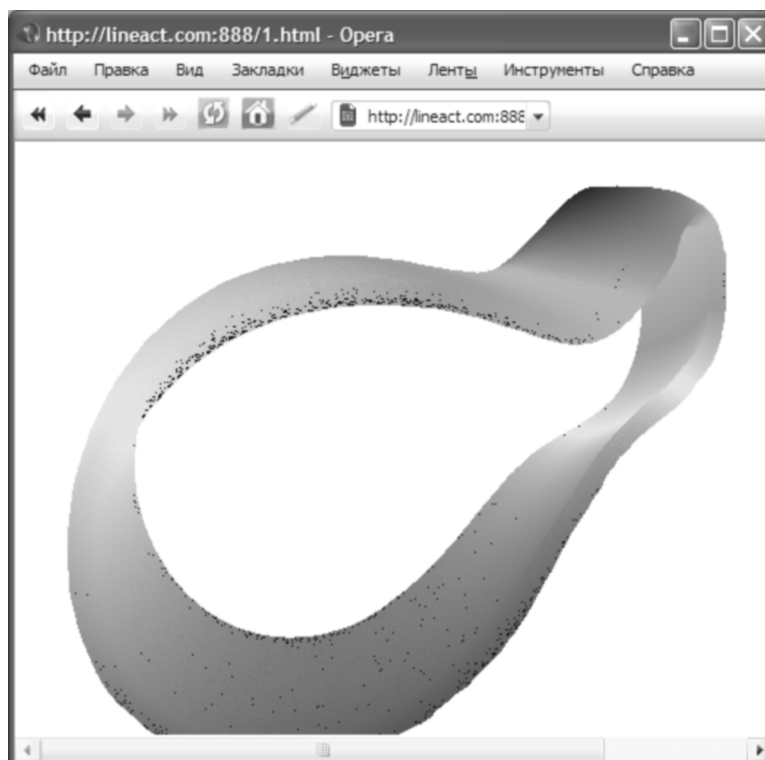 http://lineact.com:888/1.html - Opera
Файл Правка Вид Закладки Виджеты Ленты Инструменты Справка
http://lineact.com:888